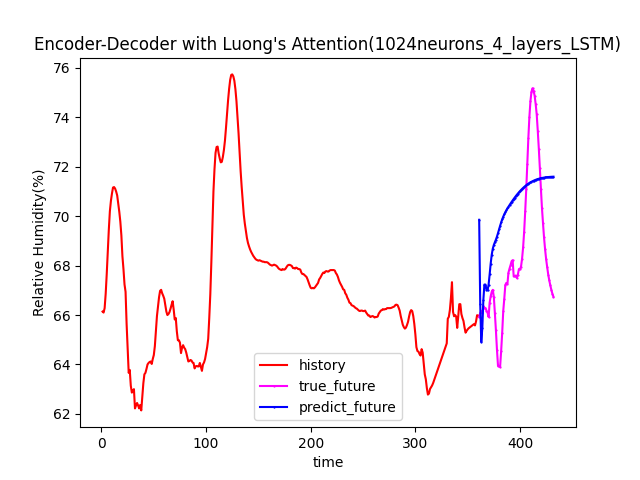 Encoder-Decoder with Luong's Attention(1024neurons_4_layers_LSTM)
76
74
72
70
68
66
64
62
Relative Humidity(%)
history
true_future
predict_future
0
100
200
300
400
time